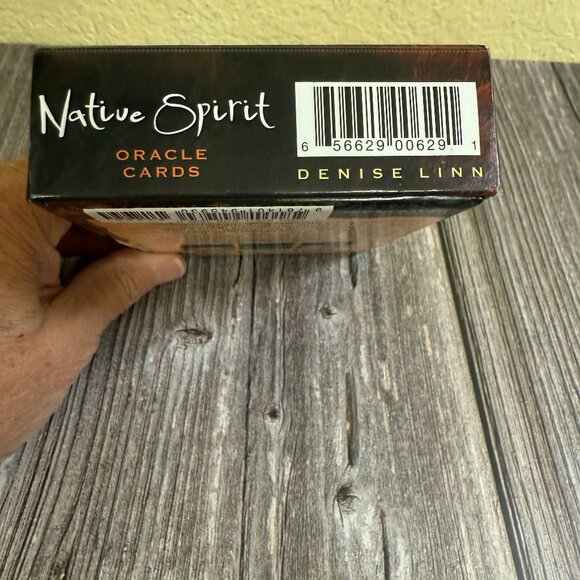 Native Spirit
ORACLE
CARDS
6 56629 00629 1
DENISE LINN